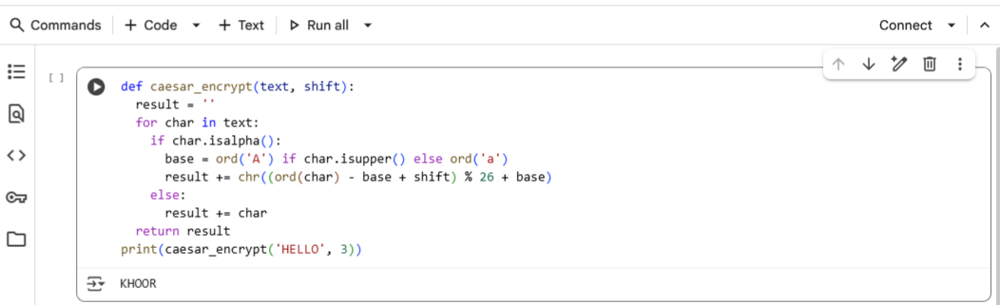 Commands + Code + Text Run all Connect
[ ]
def caesar_encrypt(text, shift):
  result = ''
  for char in text:
    if char.isalpha():
      base = ord('A') if char.isupper() else ord('a')
      result += chr((ord(char) - base + shift) % 26 + base)
    else:
      result += char
  return result
print(caesar_encrypt('HELLO', 3))
KHOOR